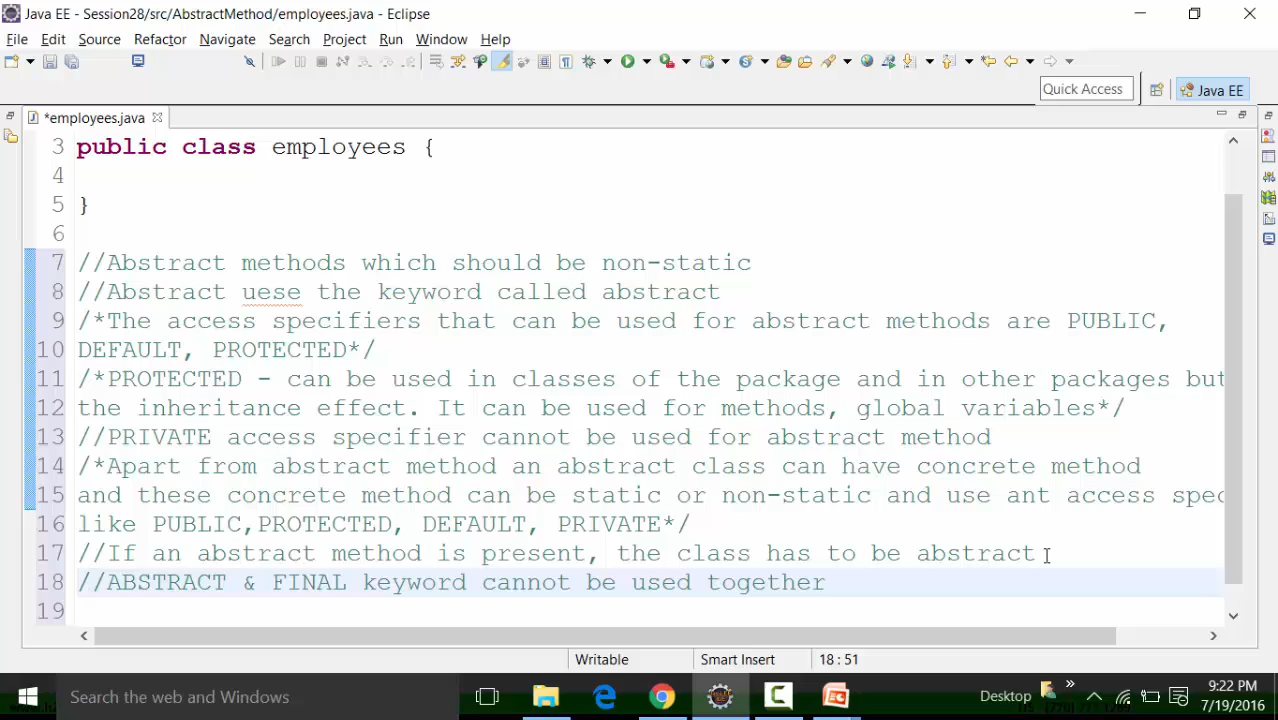 Java EE - Session28/src/AbstractMethod/employees.java - Eclipse
File Edit Source Refactor Navigate Search Project Run Window Help
Quick Access Java EE
*employees.java
3 public class employees {
4
5 }
6
7 //Abstract methods which should be non-static
8 //Abstract uese the keyword called abstract
9 /*The access specifiers that can be used for abstract methods are PUBLIC,
10 DEFAULT, PROTECTED*/
11 /*PROTECTED - can be used in classes of the package and in other packages but
12 the inheritance effect. It can be used for methods, global variables*/
13 //PRIVATE access specifier cannot be used for abstract method
14 /*Apart from abstract method an abstract class can have concrete method
15 and these concrete method can be static or non-static and use ant access spec
16 like PUBLIC,PROTECTED, DEFAULT, PRIVATE*/
17 //If an abstract method is present, the class has to be abstract
18 //ABSTRACT & FINAL keyword cannot be used together
19
Writable Smart Insert 18 : 51
Search the web and Windows Desktop 9:22 PM
7/19/2016